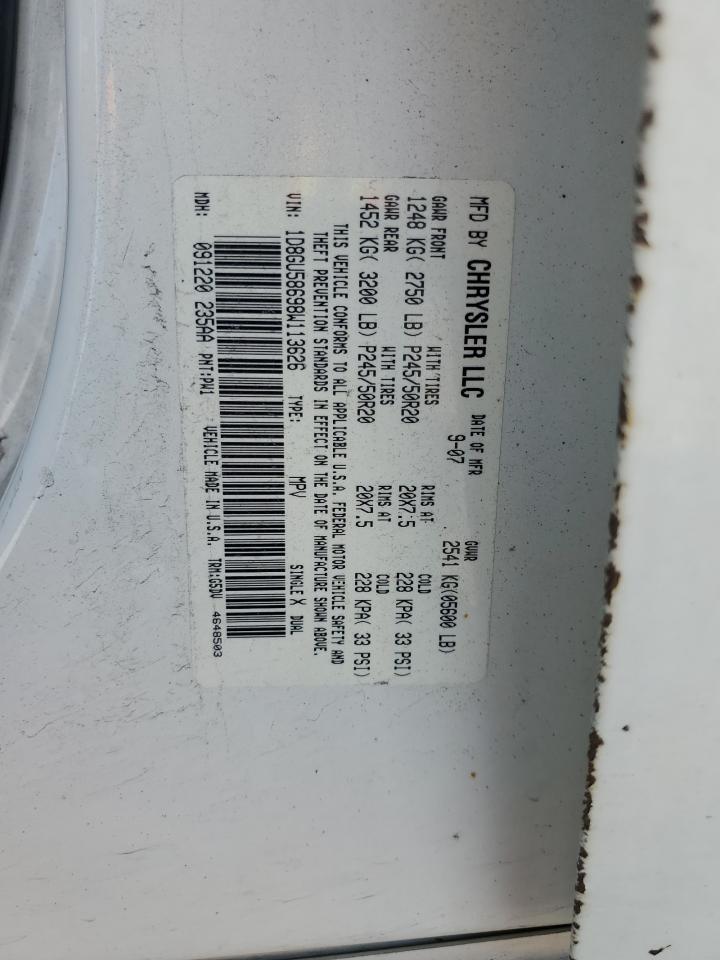 MFD BY CHRYSLER LLC DATE OF MFR 9-07 GVWR 2541 KG(05600 LB)
GAWR FRONT WITH TIRES RIMS AT COLD
1248 KG( 2750 LB) P245/50R20 20X7.5 228 KPA( 33 PSI)
GAWR REAR WITH TIRES RIMS AT COLD
1452 KG( 3200 LB) P245/50R20 20X7.5 228 KPA( 33 PSI)
THIS VEHICLE CONFORMS TO ALL APPLICABLE U.S.A. FEDERAL MOTOR VEHICLE SAFETY AND
THEFT PREVENTION STANDARDS IN EFFECT ON THE DATE OF MANUFACTURE SHOWN ABOVE.
VIN: 1D8GU58698W113626 TYPE: MPV SINGLE X DUAL
MDH: 091220 235AA PNT:PW1 VEHICLE MADE IN U.S.A. TRM:G5DV 4648503